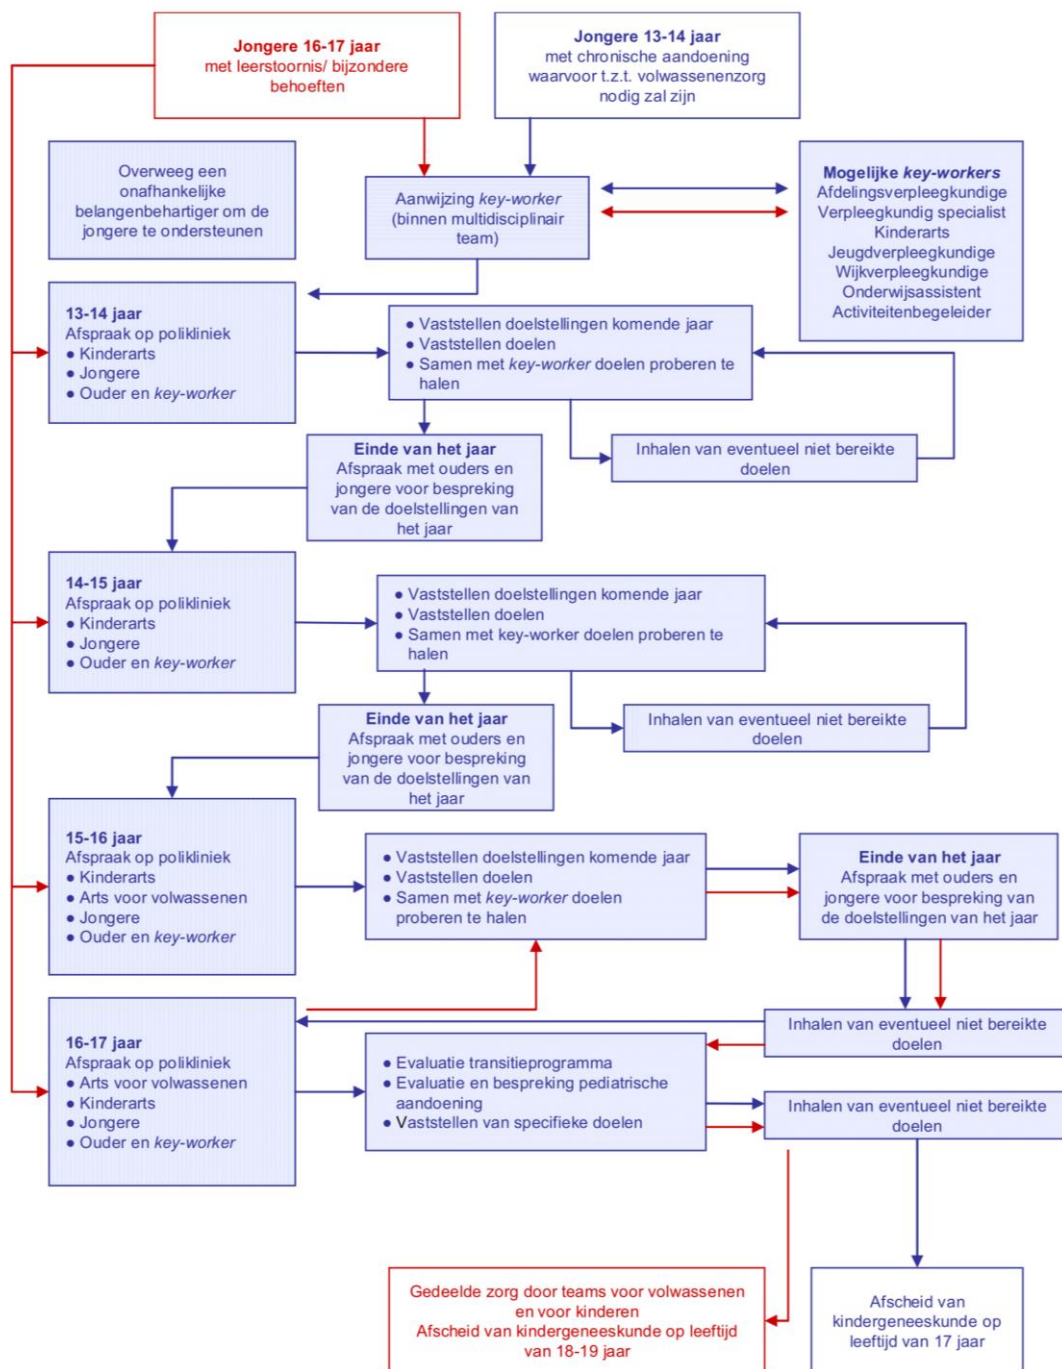 Jongere 16-17 jaar
met leerstoornis/ bijzondere
behoeften
Jongere 13-14 jaar
met chronische aandoening
waarvoor t.z.t. volwassenenzorg
nodig zal zijn
Overweeg een
onafhankelijke
belangenbehartiger om de
jongere te ondersteunen
Aanwijzing key-worker
(binnen multidisciplinair
team)
Mogelijke key-workers
Afdelingsverpleegkundige
Verpleegkundig specialist
Kinderarts
Jeugdverpleegkundige
Wijkverpleegkundige
Onderwijsassistent
Activiteitenbegeleider
13-14 jaar
Afspraak op polikliniek
● Kinderarts
● Jongere
● Ouder en key-worker
● Vaststellen doelstellingen komende jaar
● Vaststellen doelen
● Samen met key-worker doelen proberen te
halen
Einde van het jaar
Afspraak met ouders en
jongere voor bespreking
van de doelstellingen van
het jaar
Inhalen van eventueel niet bereikte
doelen
14-15 jaar
Afspraak op polikliniek
● Kinderarts
● Jongere
● Ouder en key-worker
● Vaststellen doelstellingen komende jaar
● Vaststellen doelen
● Samen met key-worker doelen proberen te
halen
Einde van het jaar
Afspraak met ouders en
jongere voor bespreking
van de doelstellingen van
het jaar
Inhalen van eventueel niet bereikte
doelen
15-16 jaar
Afspraak op polikliniek
● Kinderarts
● Arts voor volwassenen
● Jongere
● Ouder en key-worker
● Vaststellen doelstellingen komende jaar
● Vaststellen doelen
● Samen met key-worker doelen
proberen te halen
Einde van het jaar
Afspraak met ouders en
jongere voor bespreking van
de doelstellingen van het jaar
Inhalen van eventueel niet bereikte
doelen
16-17 jaar
Afspraak op polikliniek
● Arts voor volwassenen
● Kinderarts
● Jongere
● Ouder en key-worker
● Evaluatie transitieprogramma
● Evaluatie en bespreking pediatrische
aandoening
● Vaststellen van specifieke doelen
Inhalen van eventueel niet bereikte
doelen
Gedeelde zorg door teams voor volwassenen
en voor kinderen
Afscheid van kindergeneeskunde op leeftijd
van 18-19 jaar
Afscheid van
kindergeneeskunde op
leeftijd van 17 jaar